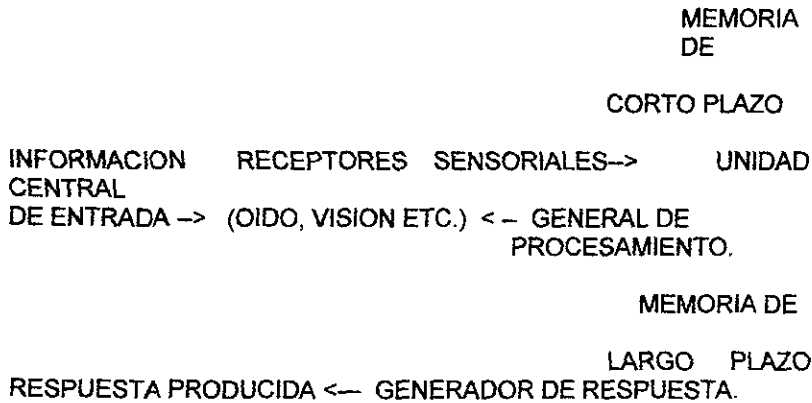 MEMORIA
DE
CORTO PLAZO
INFORMACION RECEPTORES SENSORIALES--> UNIDAD
CENTRAL
DE ENTRADA --> (OIDO, VISION ETC.) < -- GENERAL DE
PROCESAMIENTO.
MEMORIA DE
LARGO PLAZO
RESPUESTA PRODUCIDA <--- GENERADOR DE RESPUESTA.